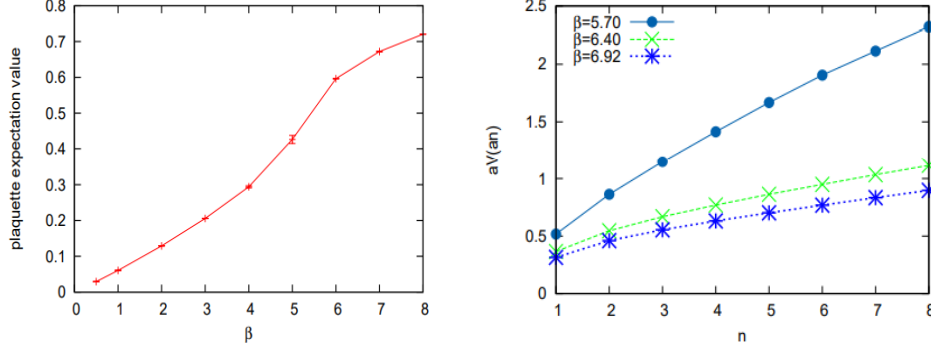 plaquette expectation value
0.8
0.7
0.6
0.5
0.4
0.3
0.2
0.1
0
0 1 2 3 4 5 6 7 8
β
aV(an)
2.5
2
1.5
1
0.5
0
β=5.70
β=6.40
β=6.92
1 2 3 4 5 6 7 8
n